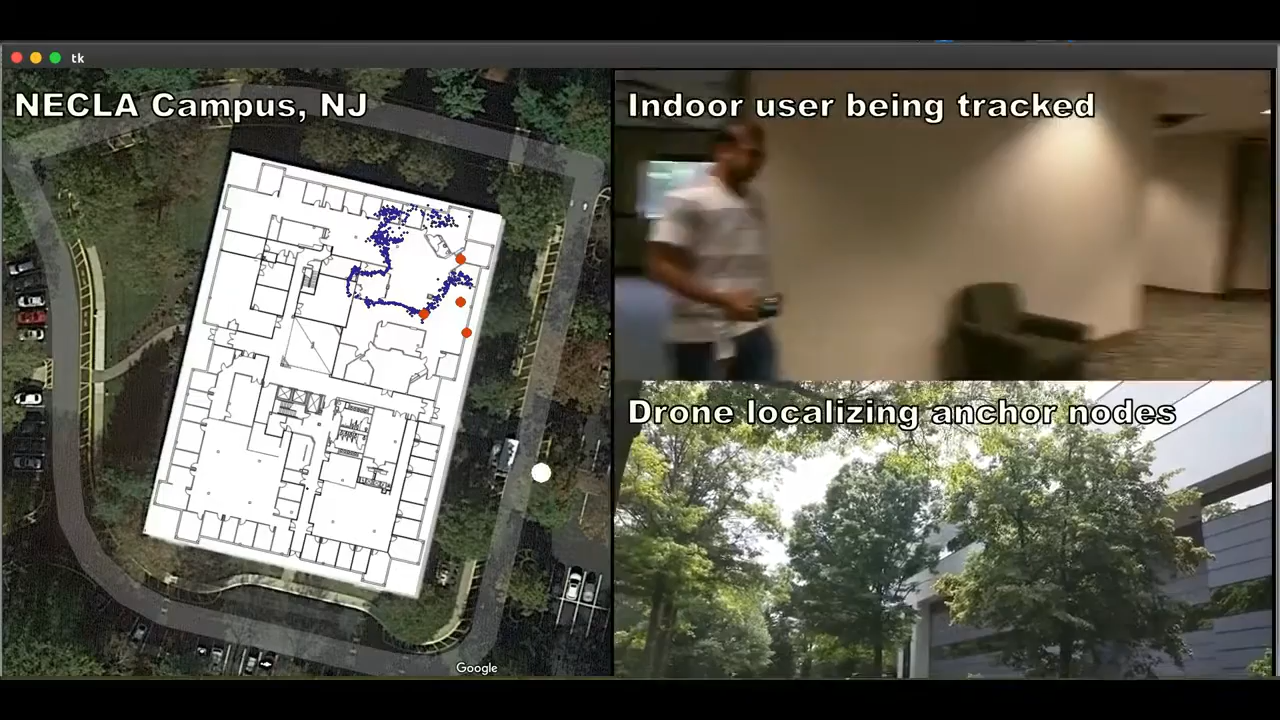 tk
NECLA Campus, NJ
Indoor user being tracked
Drone localizing anchor nodes
Google